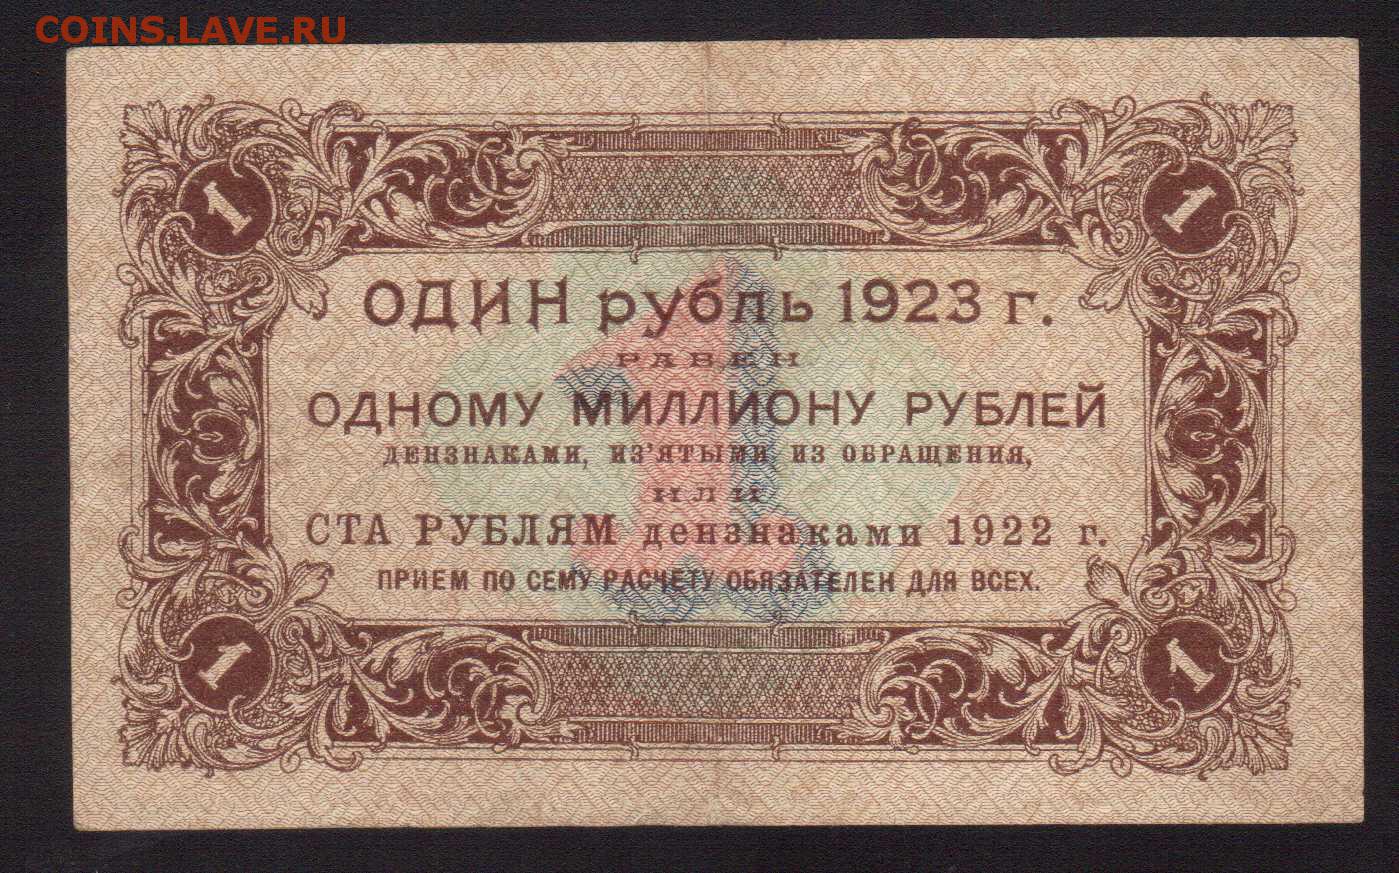 COINS.LAVE.RU
1 1
ОДИН рубль 1923 г.
РАВЕН
ОДНОМУ МИЛЛИОНУ РУБЛЕЙ
ДЕНЗНАКАМИ, ИЗ'ЯТЫМИ ИЗ ОБРАЩЕНИЯ,
ИЛИ
СТА РУБЛЯМ дензнаками 1922 г.
ПРИЕМ ПО СЕМУ РАСЧЕТУ ОБЯЗАТЕЛЕН ДЛЯ ВСЕХ.
1
1 1